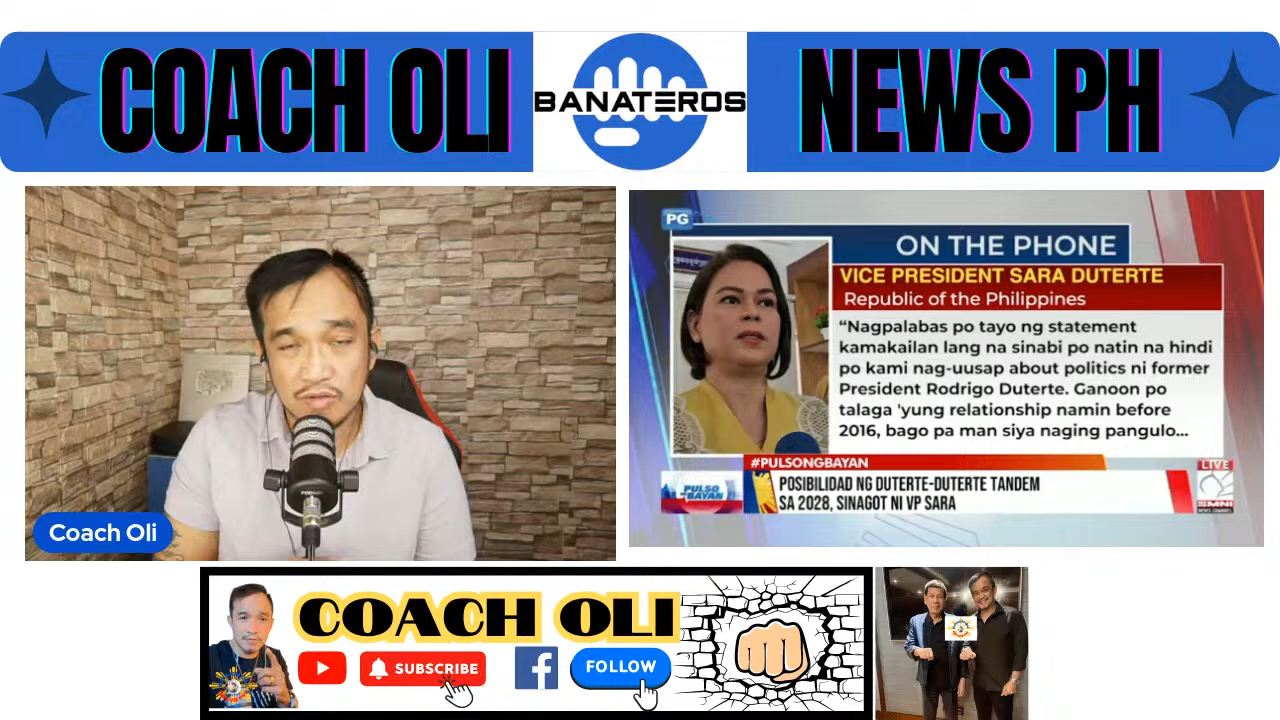 COACH OLI
BANATEROS
NEWS PH
Coach Oli
PG
ON THE PHONE
VICE PRESIDENT SARA DUTERTE
Republic of the Philippines
“Nagpalabas po tayo ng statement
kamakailan lang na sinabi po natin na hindi
po kami nag-uusap about politics ni former
President Rodrigo Duterte. Ganoon po
talaga 'yung relationship namin before
2016, bago pa man siya naging pangulo...
#PULSONGBAYAN
PULSO
NG BAYAN
POSIBILIDAD NG DUTERTE-DUTERTE TANDEM
SA 2028, SINAGOT NI VP SARA
LIVE
SMNI
NEWS CHANNEL
COACH OLI
SUBSCRIBE
FOLLOW